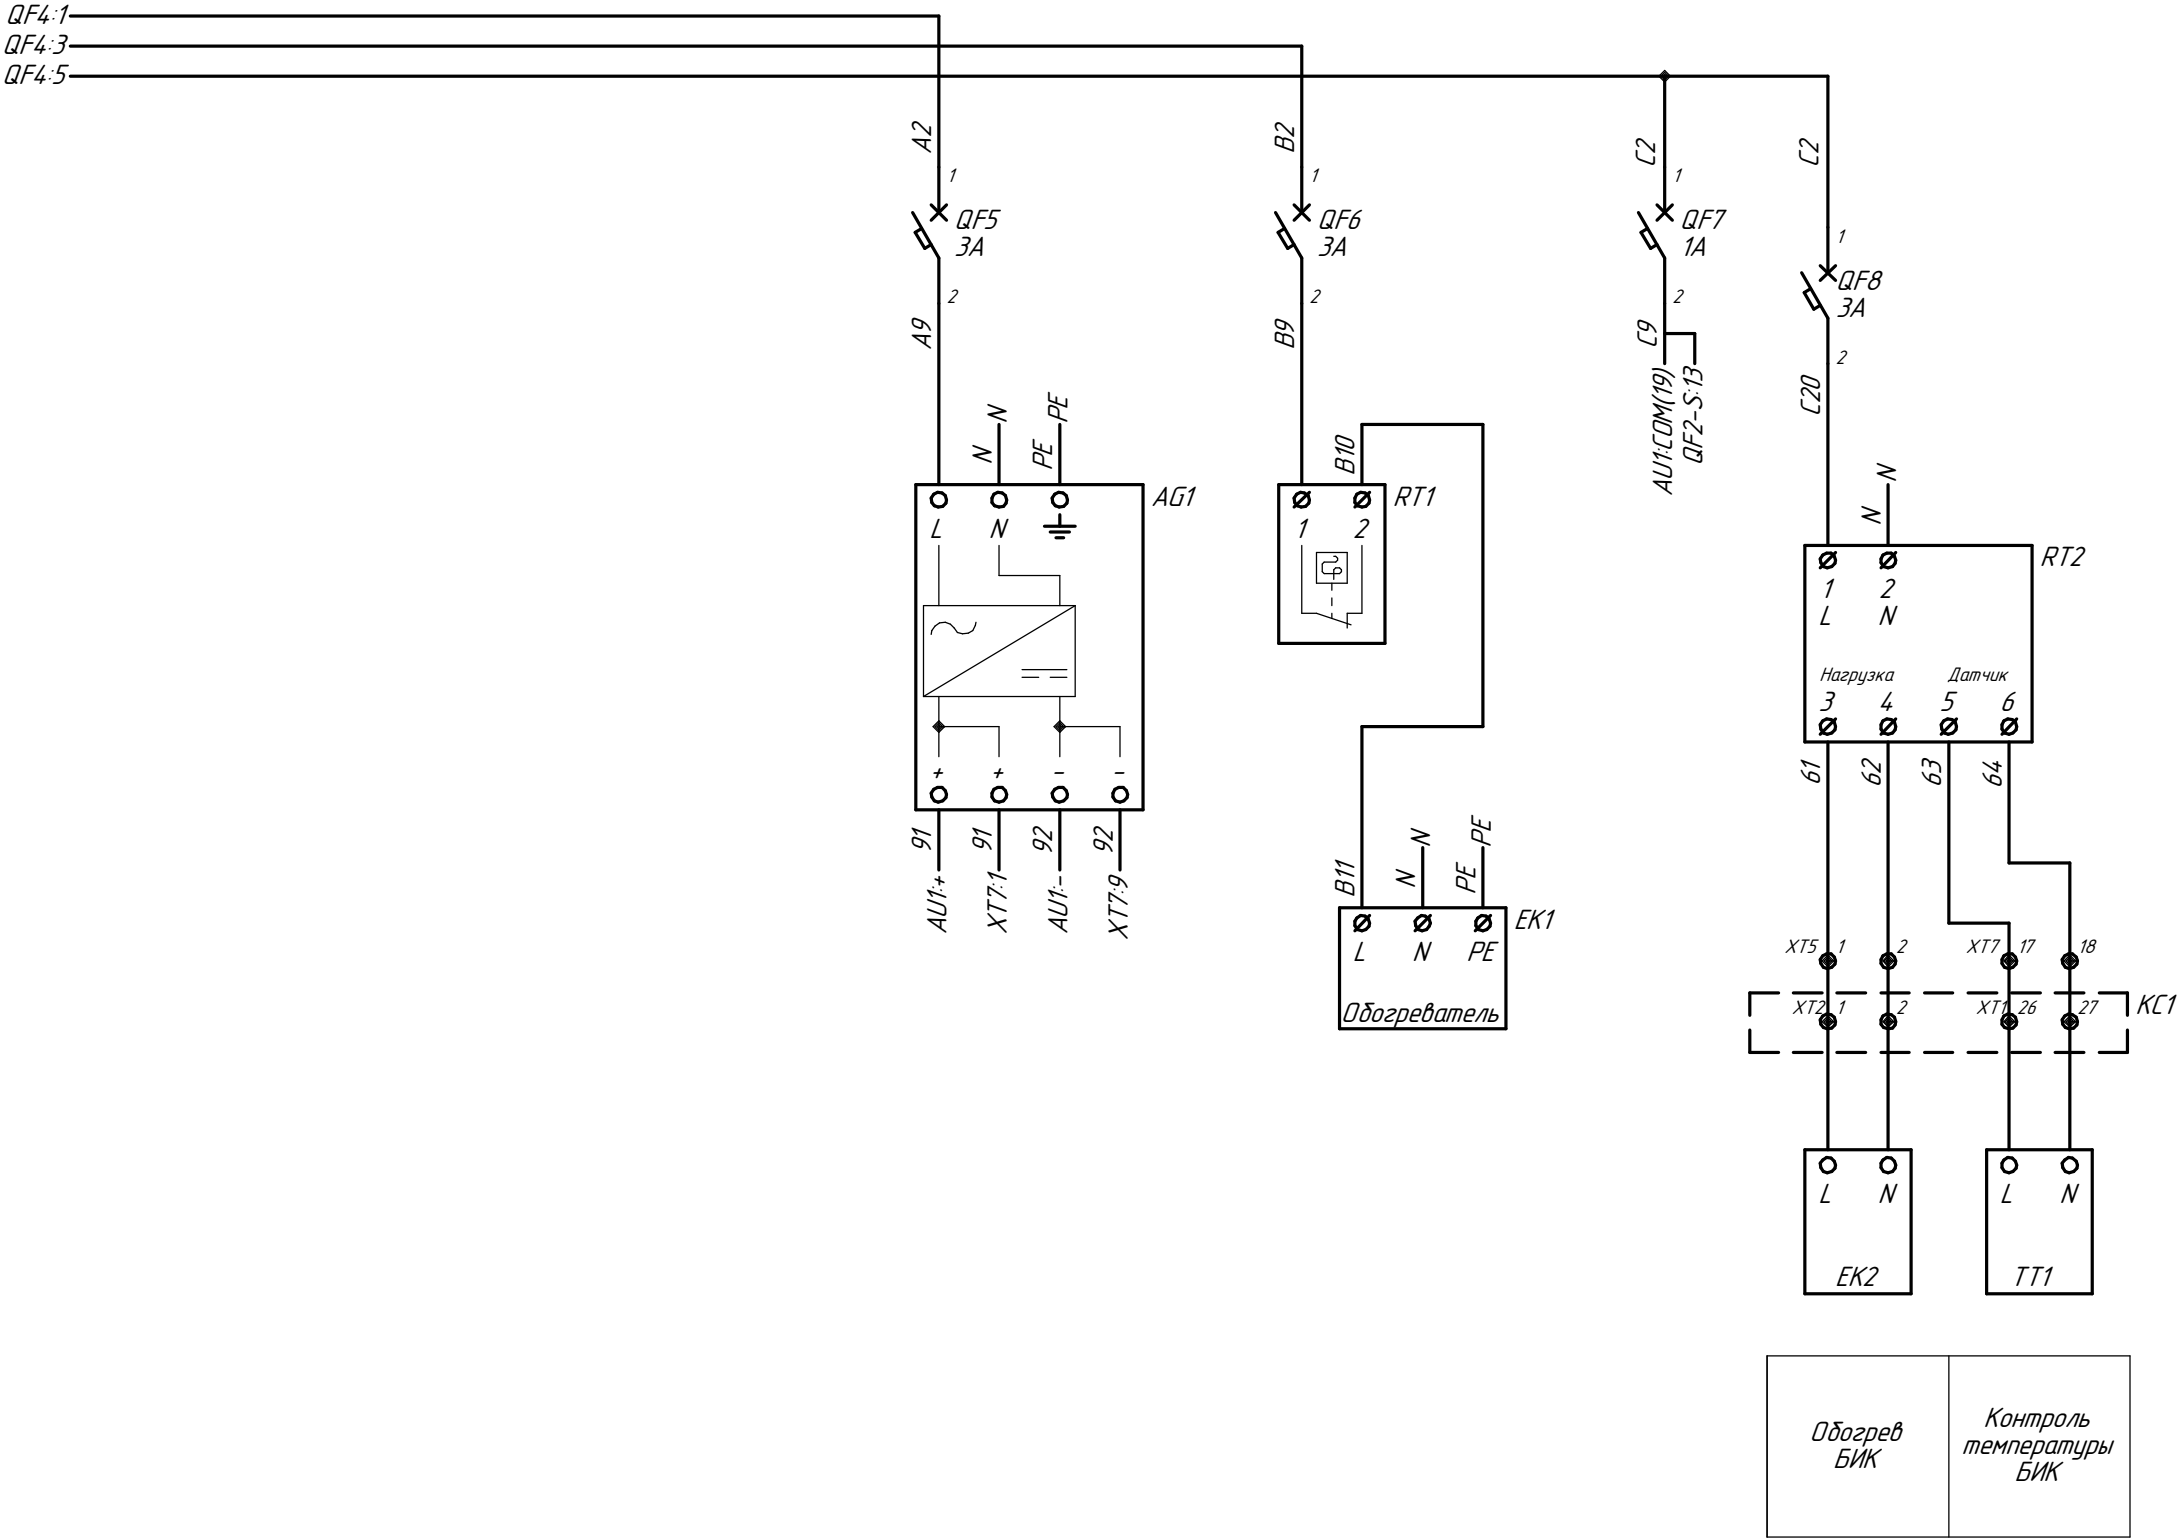 QF4:1
QF4:3
QF4:5
A2
B2
C2
C2
1
QF5
3A
2
A9
1
QF6
3A
2
B9
1
QF7
1A
2
C9
AU1:COM(19)
QF2-S:13
1
QF8
3A
2
C20
N
N
PE
PE
AG1
L
N
+
+
-
-
91
91
92
92
AU1:+
XT7:1
AU1:-
XT7:9
B10
RT1
1
2
B11
N
N
PE
PE
EK1
L
N
PE
Обогреватель
N
N
RT2
1
2
L
N
Нагрузка
Датчик
3
4
5
6
61
62
63
64
XT5
1
2
XT7
17
18
XT2
1
2
XT1
26
27
KC1
L
N
EK2
L
N
TT1
Обогрев
БИК
Контроль
температуры
БИК